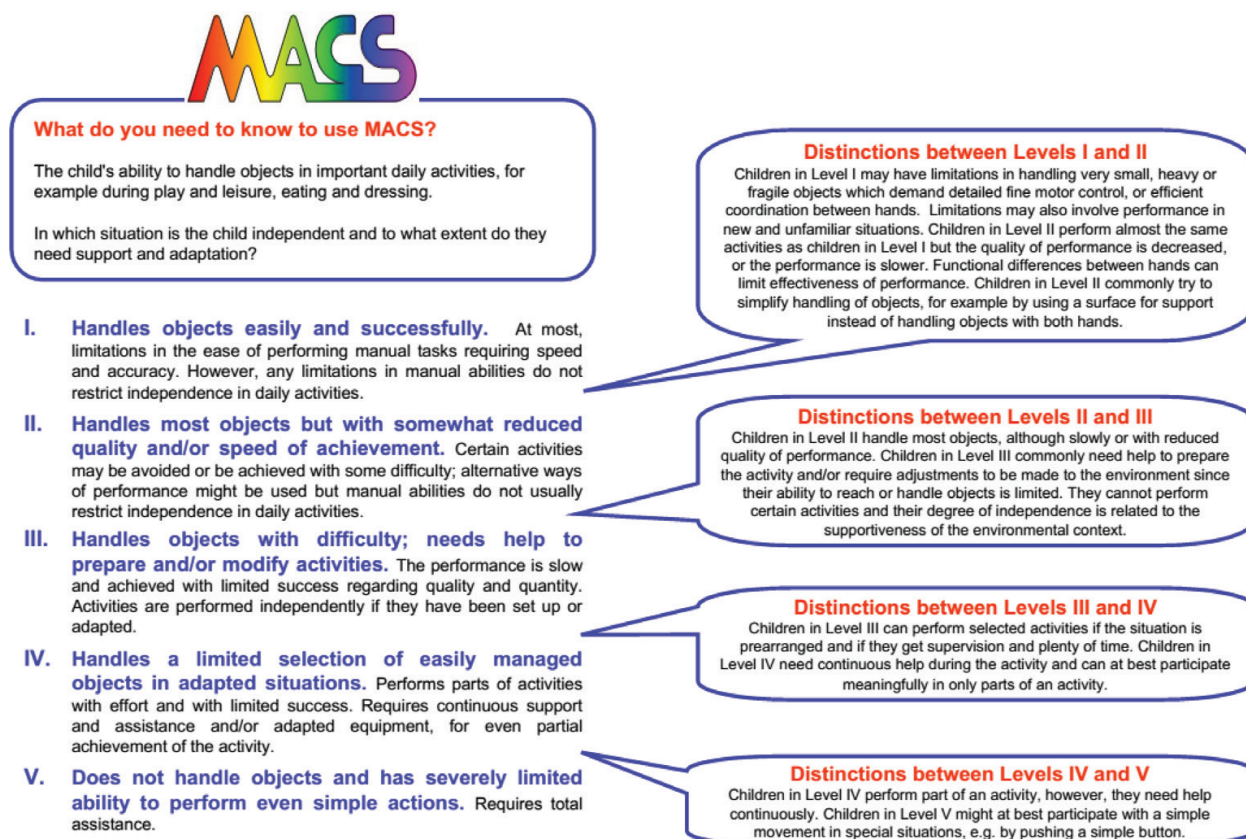 MACS
What do you need to know to use MACS?
The child's ability to handle objects in important daily activities, for
example during play and leisure, eating and dressing.
In which situation is the child independent and to what extent do they
need support and adaptation?
I. Handles objects easily and successfully. At most,
limitations in the ease of performing manual tasks requiring speed
and accuracy. However, any limitations in manual abilities do not
restrict independence in daily activities.
II. Handles most objects but with somewhat reduced
quality and/or speed of achievement. Certain activities
may be avoided or be achieved with some difficulty; alternative ways
of performance might be used but manual abilities do not usually
restrict independence in daily activities.
III. Handles objects with difficulty; needs help to
prepare and/or modify activities. The performance is slow
and achieved with limited success regarding quality and quantity.
Activities are performed independently if they have been set up or
adapted.
IV. Handles a limited selection of easily managed
objects in adapted situations. Performs parts of activities
with effort and with limited success. Requires continuous support
and assistance and/or adapted equipment, for even partial
achievement of the activity.
V. Does not handle objects and has severely limited
ability to perform even simple actions. Requires total
assistance.
Distinctions between Levels I and II
Children in Level I may have limitations in handling very small, heavy or
fragile objects which demand detailed fine motor control, or efficient
coordination between hands. Limitations may also involve performance in
new and unfamiliar situations. Children in Level II perform almost the same
activities as children in Level I but the quality of performance is decreased,
or the performance is slower. Functional differences between hands can
limit effectiveness of performance. Children in Level II commonly try to
simplify handling of objects, for example by using a surface for support
instead of handling objects with both hands.
Distinctions between Levels II and III
Children in Level II handle most objects, although slowly or with reduced
quality of performance. Children in Level III commonly need help to prepare
the activity and/or require adjustments to be made to the environment since
their ability to reach or handle objects is limited. They cannot perform
certain activities and their degree of independence is related to the
supportiveness of the environmental context.
Distinctions between Levels III and IV
Children in Level III can perform selected activities if the situation is
prearranged and if they get supervision and plenty of time. Children in
Level IV need continuous help during the activity and can at best participate
meaningfully in only parts of an activity.
Distinctions between Levels IV and V
Children in Level IV perform part of an activity, however, they need help
continuously. Children in Level V might at best participate with a simple
movement in special situations, e.g. by pushing a simple button.